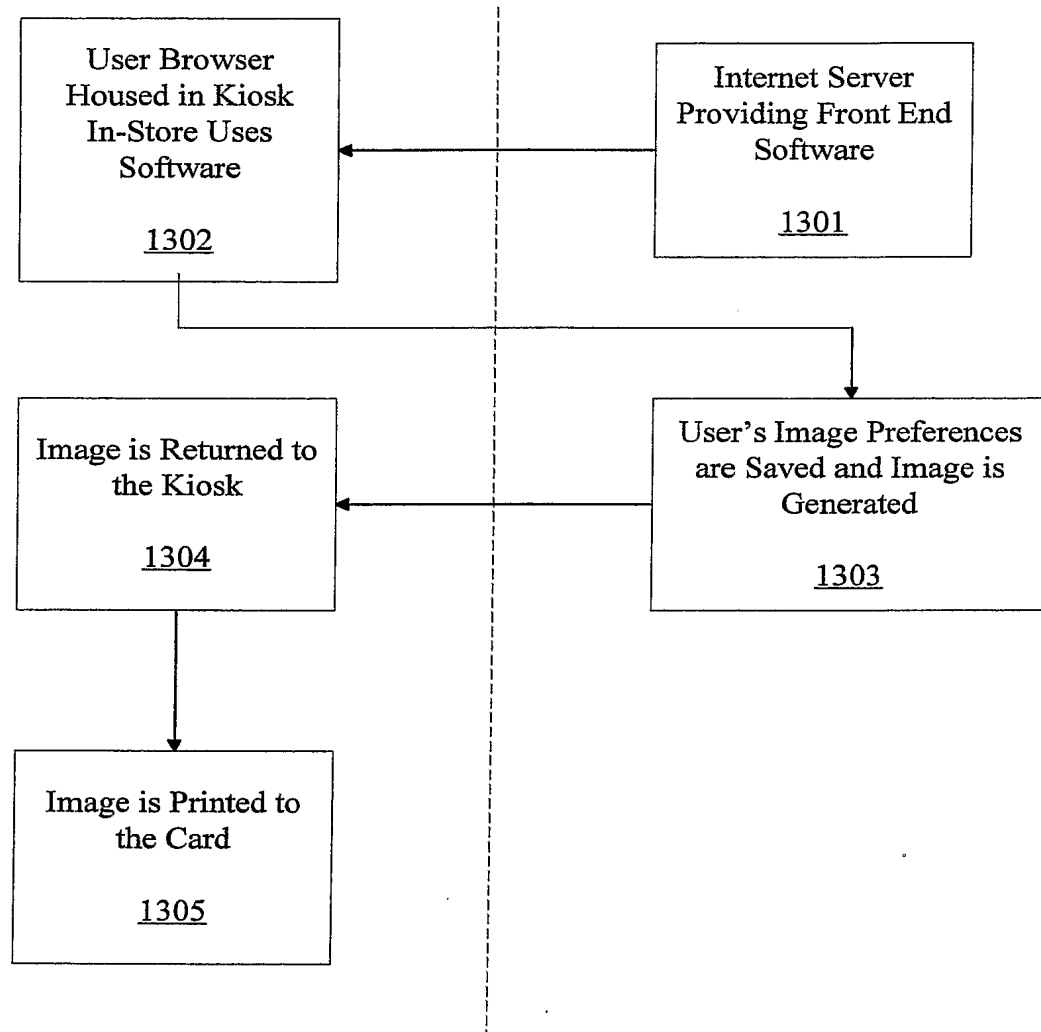 User Browser
Housed in Kiosk
In-Store Uses
Software
1302
Internet Server
Providing Front End
Software
1301
User's Image Preferences
are Saved and Image is
Generated
1303
Image is Returned to
the Kiosk
1304
Image is Printed to
the Card
1305